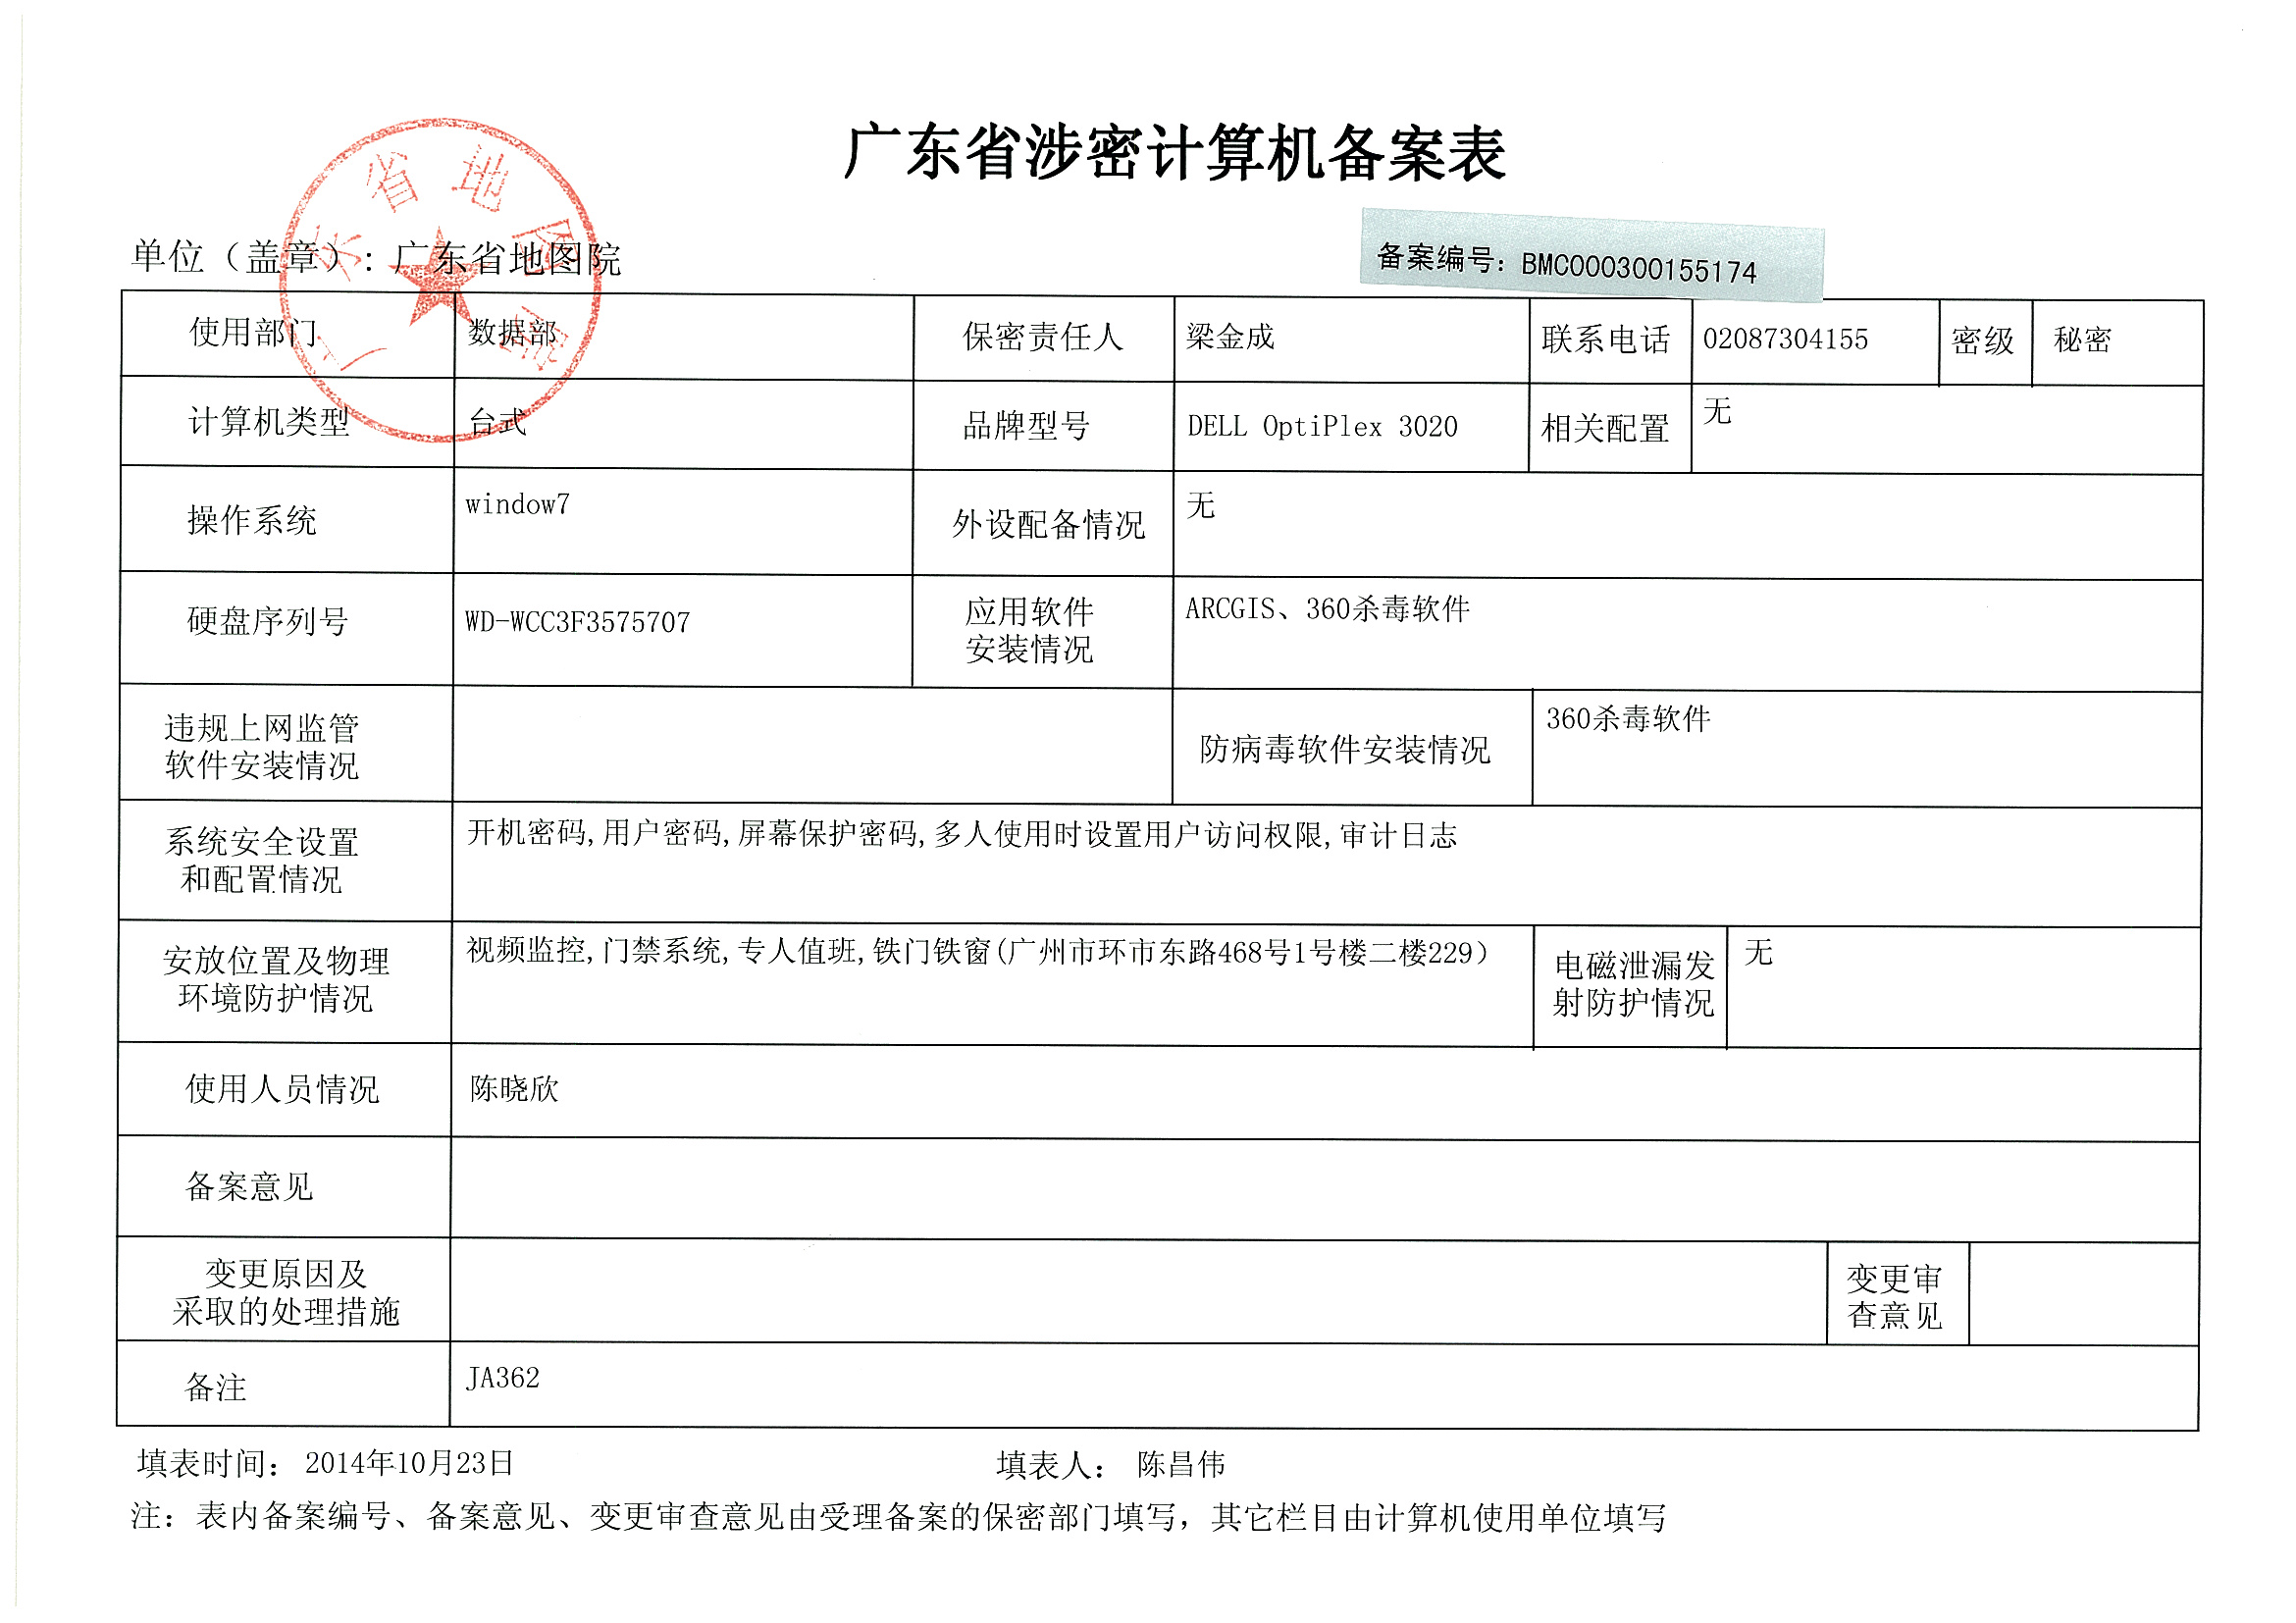 广东省涉密计算机备案表
广东省地图院
单位（盖章）: 广东省地图院
备案编号: BMC000300155174
使用部门 数据部 保密责任人 梁金成 联系电话 02087304155 密级 秘密
计算机类型 台式 品牌型号 DELL OptiPlex 3020 相关配置 无
操作系统 window7 外设配备情况 无
硬盘序列号 WD-WCC3F3575707 应用软件 ARCGIS、360杀毒软件
安装情况
违规上网监管 防病毒软件安装情况 360杀毒软件
软件安装情况
系统安全设置 开机密码,用户密码,屏幕保护密码,多人使用时设置用户访问权限,审计日志
和配置情况
安放位置及物理 视频监控,门禁系统,专人值班,铁门铁窗(广州市环市东路468号1号楼二楼229） 电磁泄漏发 无
环境防护情况 射防护情况
使用人员情况 陈晓欣
备案意见
变更原因及 变更审
采取的处理措施 查意见
备注 JA362
填表时间: 2014年10月23日 填表人: 陈昌伟
注: 表内备案编号、备案意见、变更审查意见由受理备案的保密部门填写，其它栏目由计算机使用单位填写